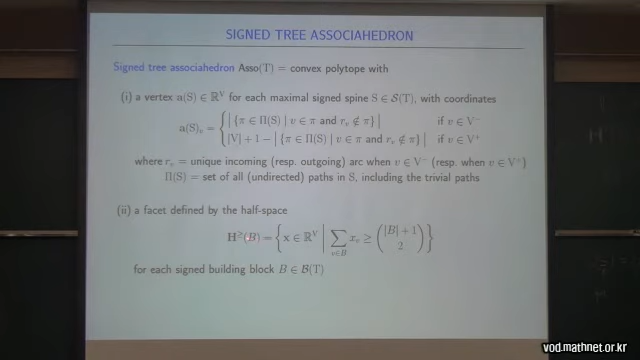 SIGNED TREE ASSOCIAHEDRON
Signed tree associahedron Asso(T) = convex polytope with
(i) a vertex a(S) ∈ ℝ^V for each maximal signed spine S ∈ 𝒮(T), with coordinates
a(S)_v = { |{π ∈ Π(S) | v ∈ π and r_v ∉ π}| if v ∈ V^-
|V| + 1 − |{π ∈ Π(S) | v ∈ π and r_v ∉ π}| if v ∈ V^+
where r_v = unique incoming (resp. outgoing) arc when v ∈ V^- (resp. when v ∈ V^+)
Π(S) = set of all (undirected) paths in S, including the trivial paths
(ii) a facet defined by the half-space
H^≥(B) = { x ∈ ℝ^V | ∑_{v∈B} x_v ≥ (|B| + 1 2) }
for each signed building block B ∈ ℬ(T)
vod.mathnet.or.kr